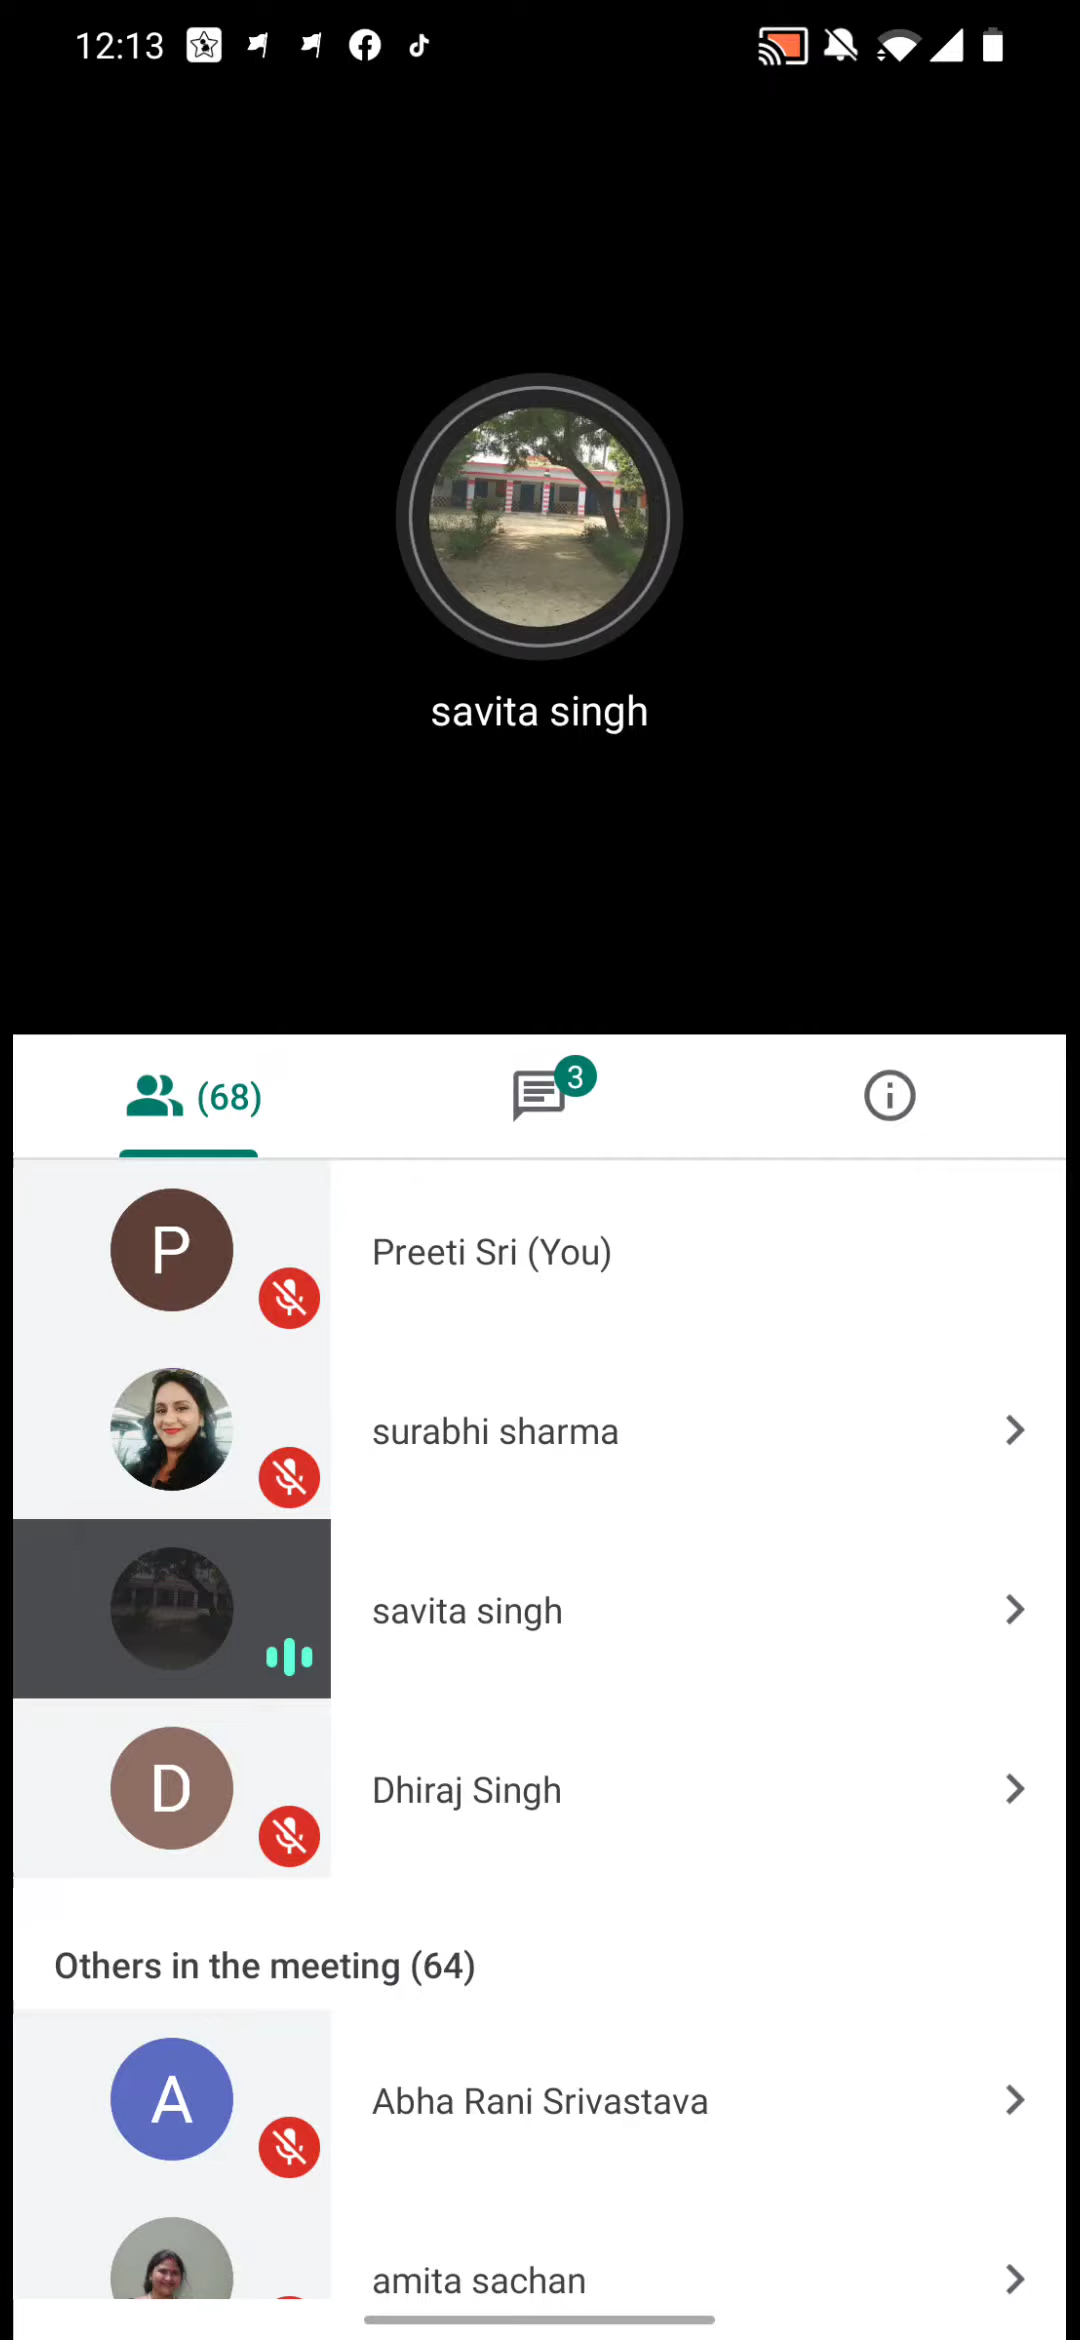 12:13
savita singh
(68)
3
P
Preeti Sri (You)
surabhi sharma
savita singh
D
Dhiraj Singh
Others in the meeting (64)
A
Abha Rani Srivastava
amita sachan